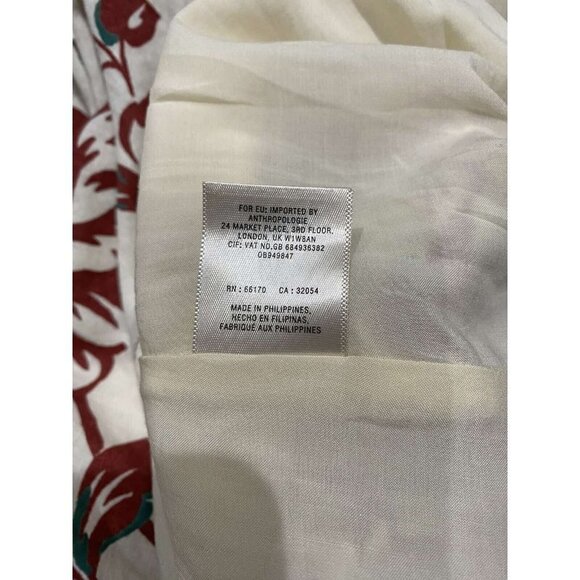 FOR EU: IMPORTED BY
ANTHROPOLOGIE
24 MARKET PLACE, 3RD FLOOR,
LONDON, UK W1W8AN
CIF: VAT NO.GB 684936382
OB949847
RN : 66170 CA : 32054
MADE IN PHILIPPINES,
HECHO EN FILIPINAS,
FABRIQUÉ AUX PHILIPPINES